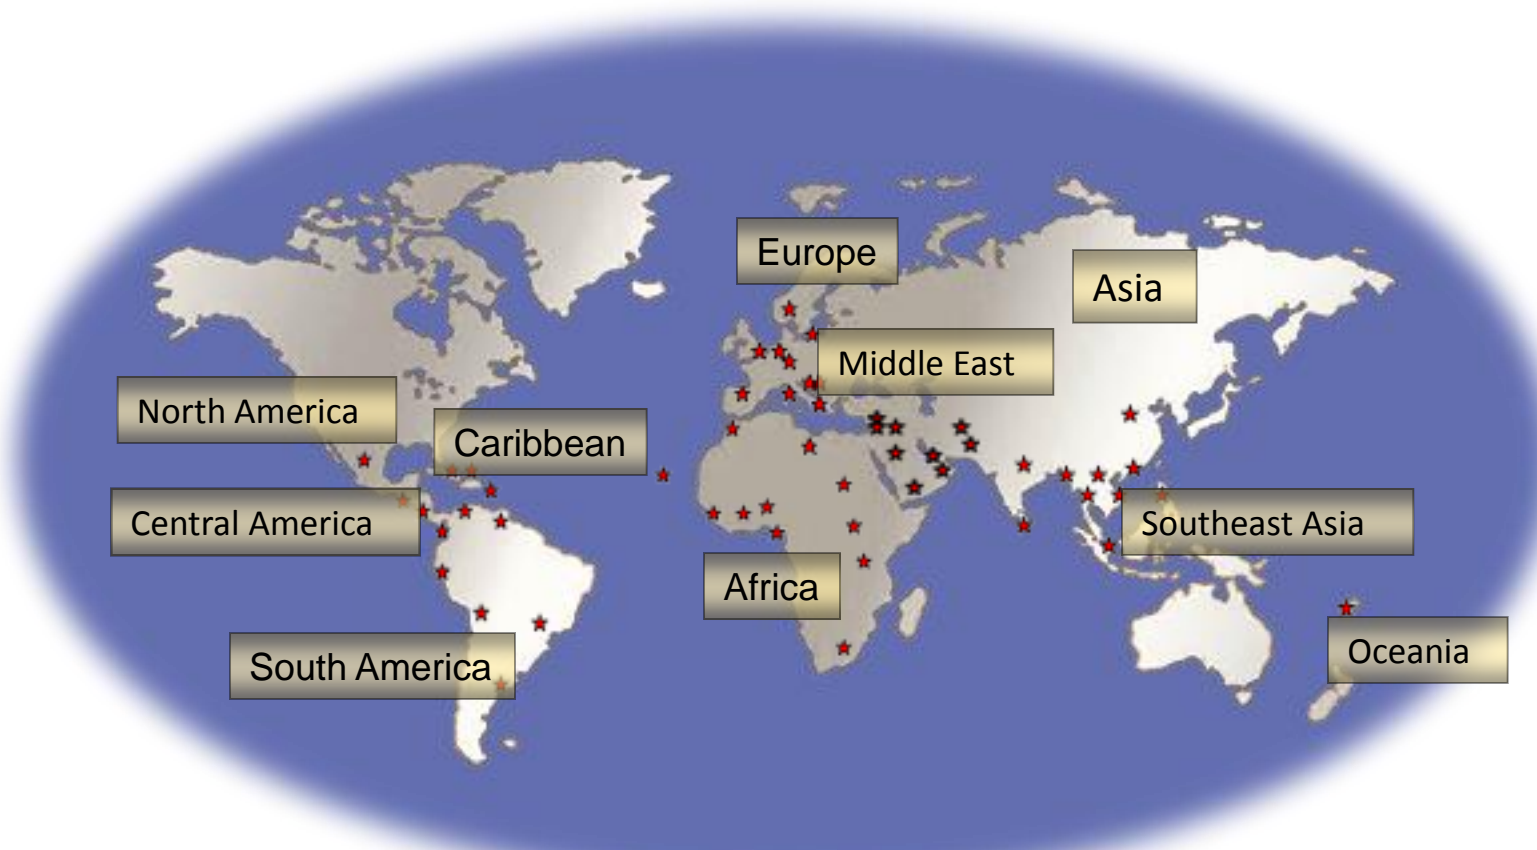 Europe
Asia
Middle East
North America
Caribbean
Central America
Southeast Asia
Africa
South America
Oceania